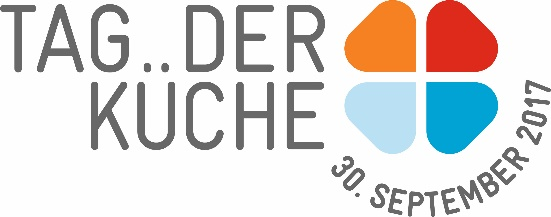 TAG DER
KÜCHE
30. SEPTEMBER 2017